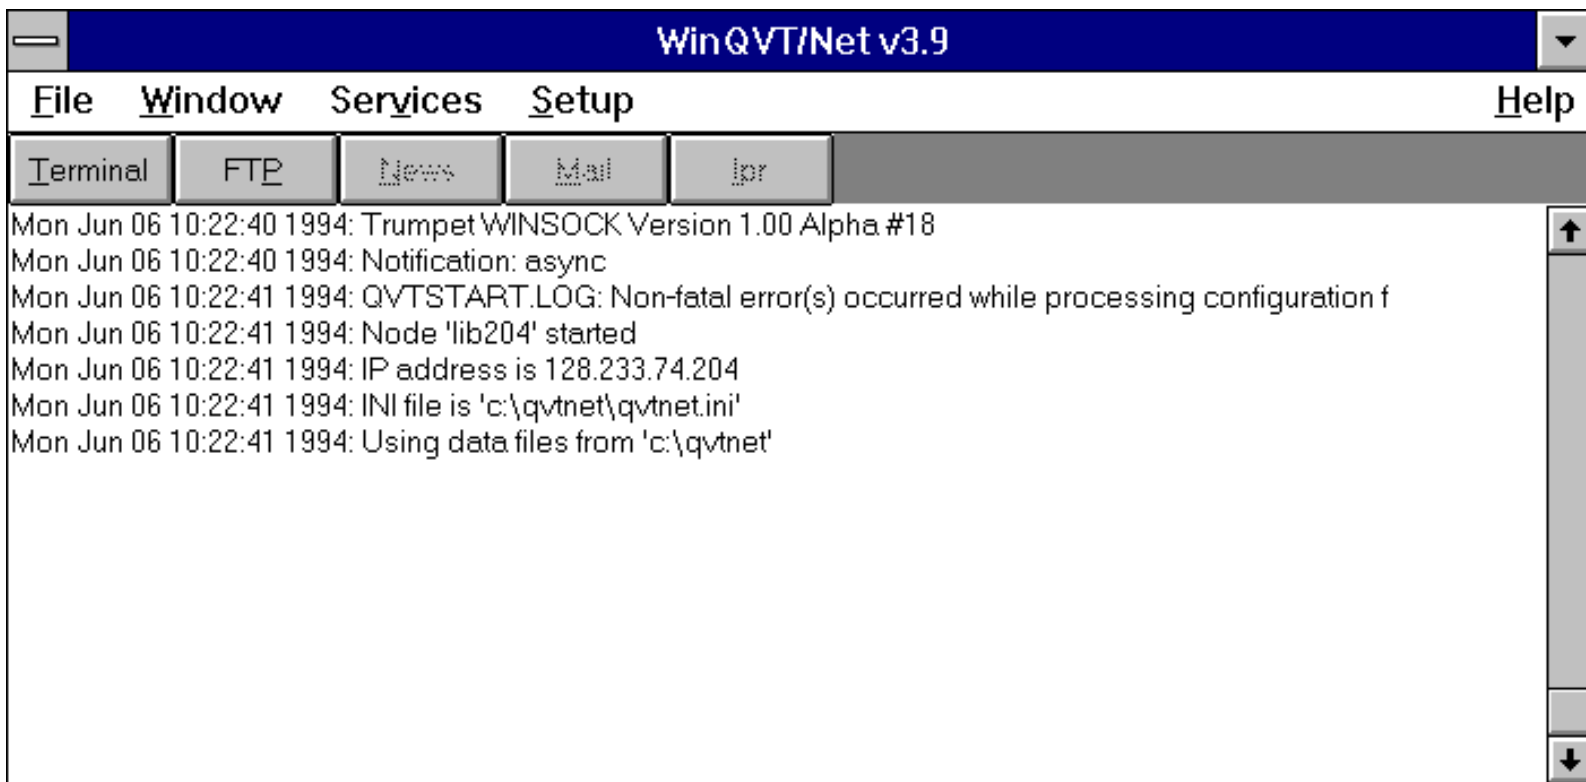 WinQVT/Net v3.9
File Window Services Setup Help
Terminal FTP News Mail lpr
Mon Jun 06 10:22:40 1994: Trumpet WINSOCK Version 1.00 Alpha #18
Mon Jun 06 10:22:40 1994: Notification: async
Mon Jun 06 10:22:41 1994: QVTSTART.LOG: Non-fatal error(s) occurred while processing configuration f
Mon Jun 06 10:22:41 1994: Node 'lib204' started
Mon Jun 06 10:22:41 1994: IP address is 128.233.74.204
Mon Jun 06 10:22:41 1994: INI file is 'c:\qvtnet\qvtnet.ini'
Mon Jun 06 10:22:41 1994: Using data files from 'c:\qvtnet'